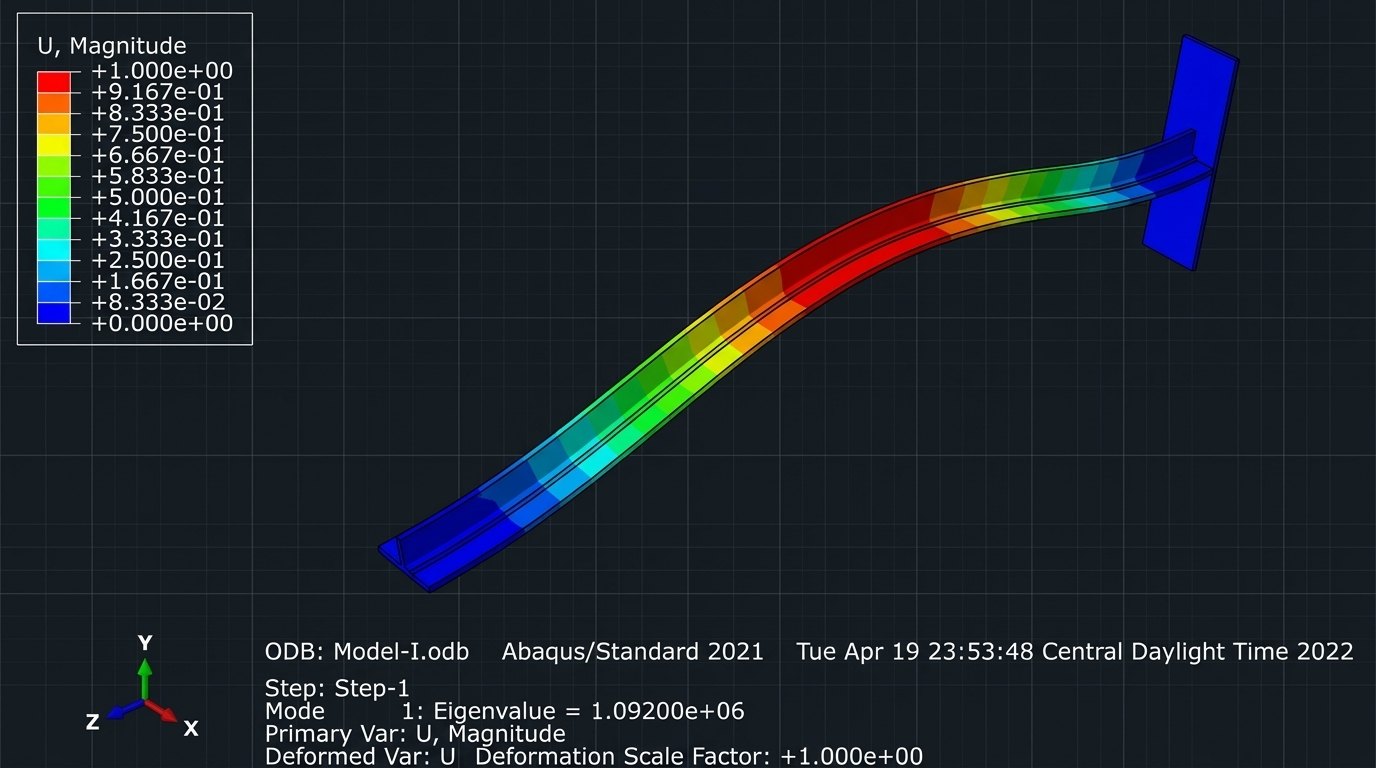 U, Magnitude
+1.000e+00
+9.167e-01
+8.333e-01
+7.500e-01
+6.667e-01
+5.833e-01
+5.000e-01
+4.167e-01
+3.333e-01
+2.500e-01
+1.667e-01
+8.333e-02
+0.000e+00
Y
Z
X
ODB: Model-I.odb Abaqus/Standard 2021 Tue Apr 19 23:53:48 Central Daylight Time 2022
Step: Step-1
Mode 1: Eigenvalue = 1.09200e+06
Primary Var: U, Magnitude
Deformed Var: U Deformation Scale Factor: +1.000e+00